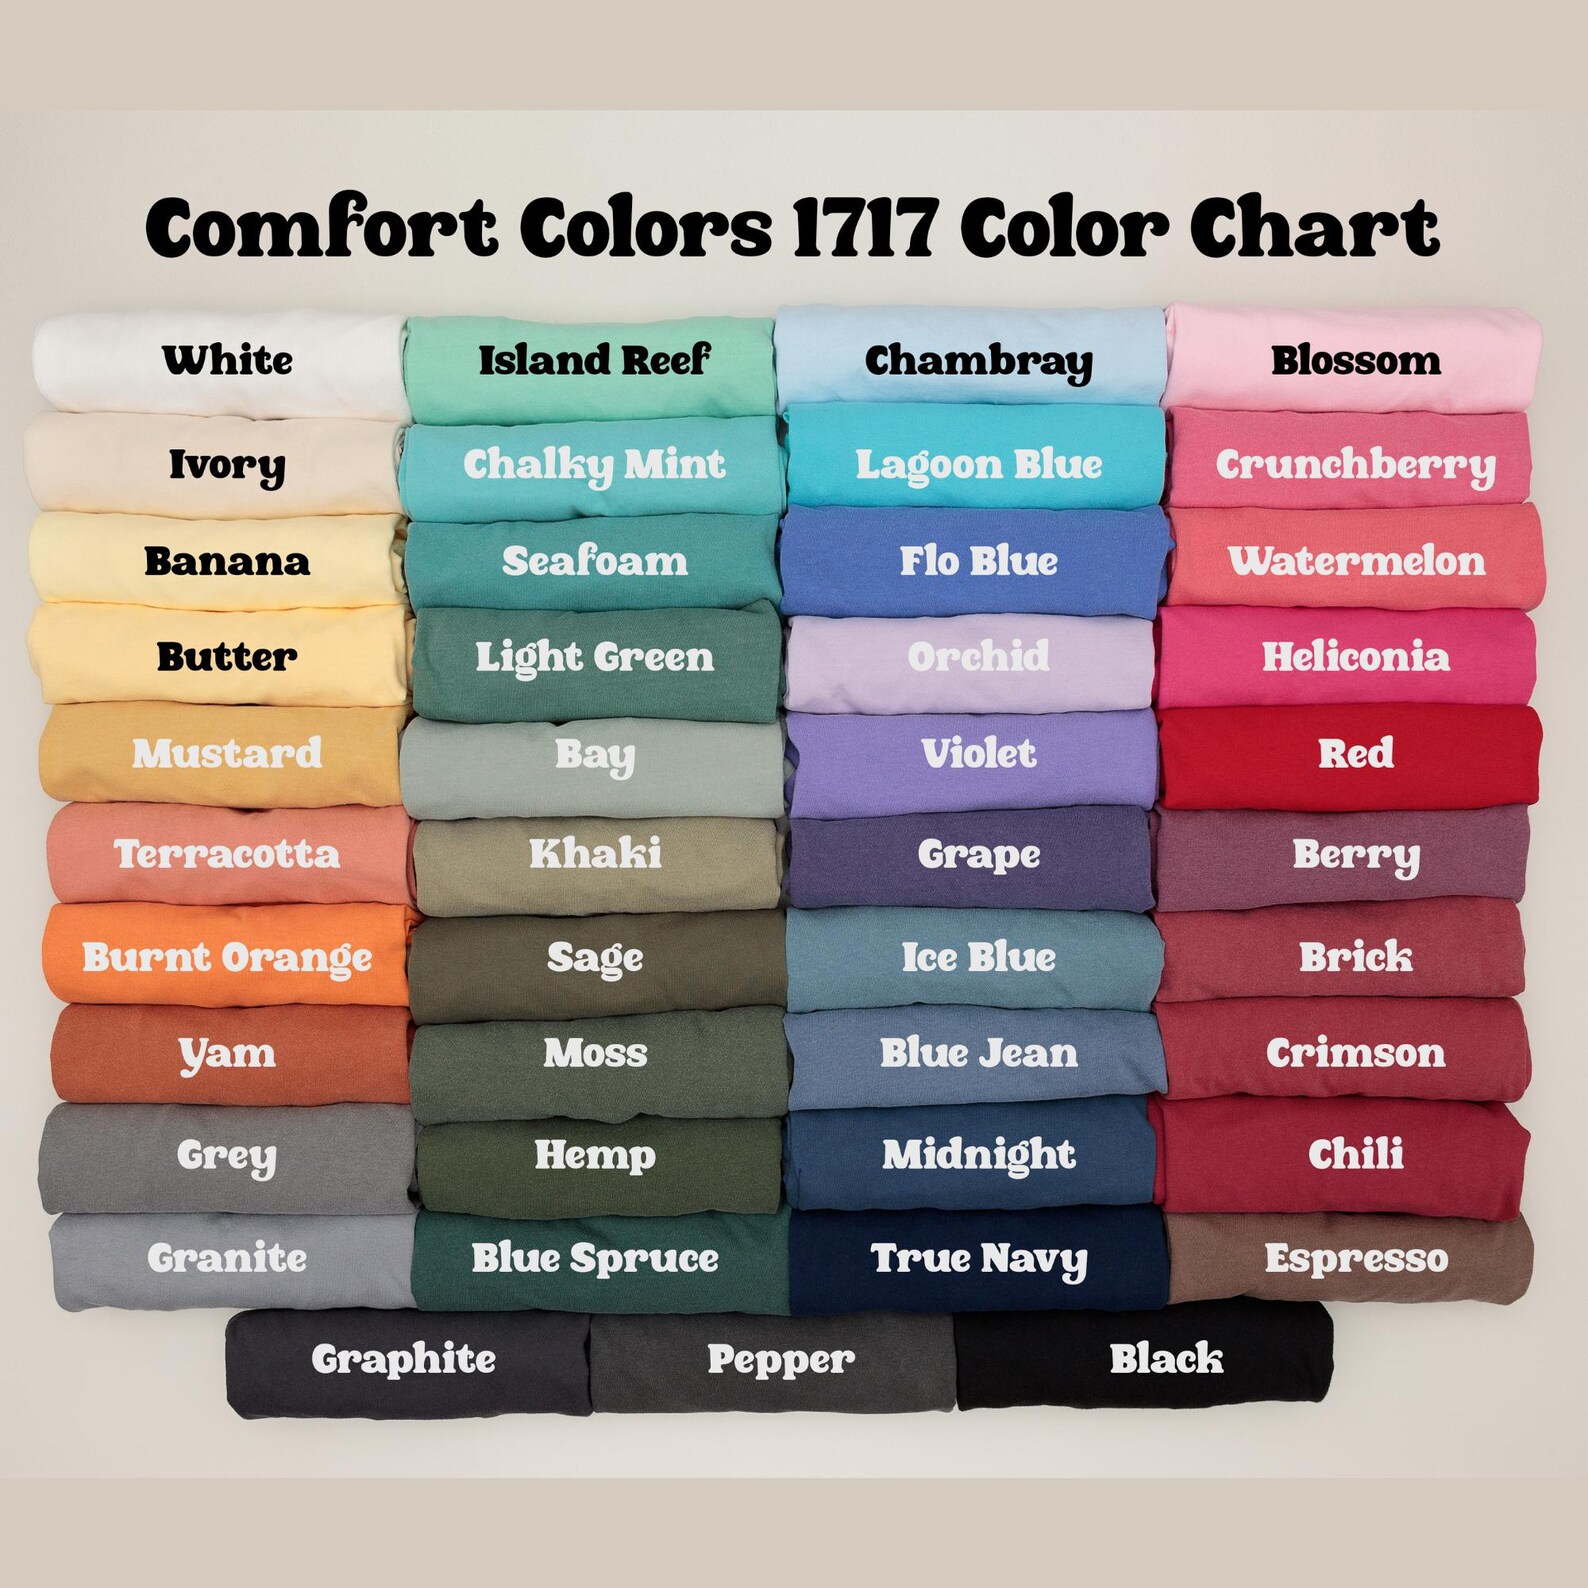 Comfort Colors 1717 Color Chart
White
Island Reef
Chambray
Blossom
Ivory
Chalky Mint
Lagoon Blue
Crunchberry
Banana
Seafoam
Flo Blue
Watermelon
Butter
Light Green
Orchid
Heliconia
Mustard
Bay
Violet
Red
Terracotta
Khaki
Grape
Berry
Burnt Orange
Sage
Ice Blue
Brick
Yam
Moss
Blue Jean
Crimson
Grey
Hemp
Midnight
Chili
Granite
Blue Spruce
True Navy
Espresso
Graphite
Pepper
Black